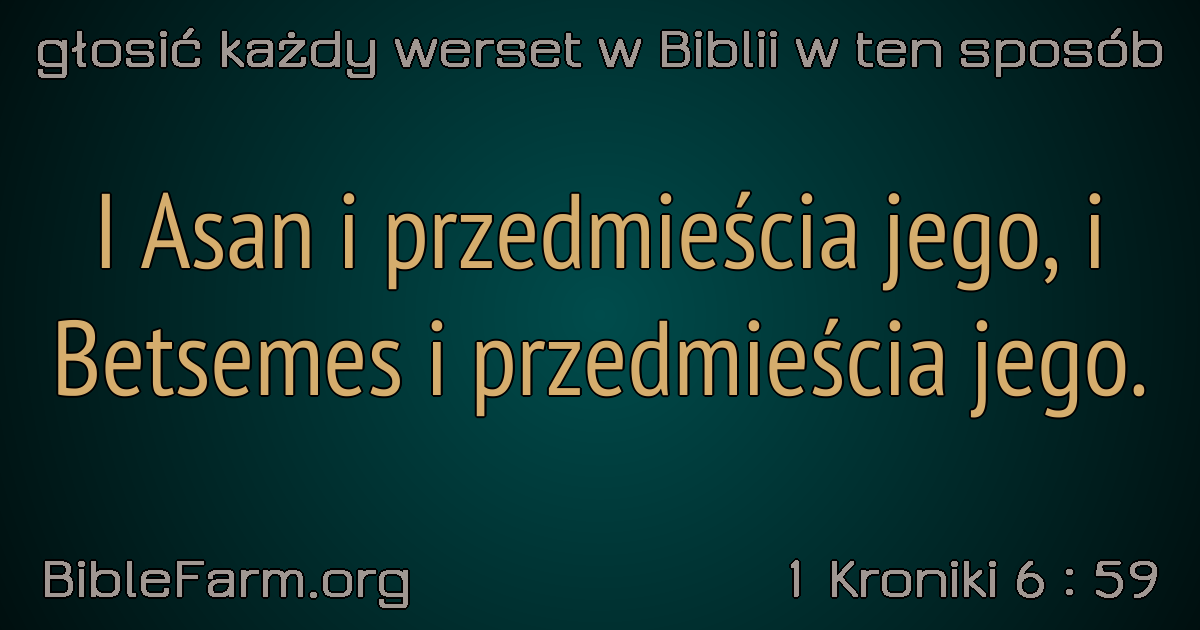 głosić każdy werset w Biblii w ten sposób
I Asan i przedmieścia jego, i
Betsemes i przedmieścia jego.
BibleFarm.org
1 Kroniki 6 : 59